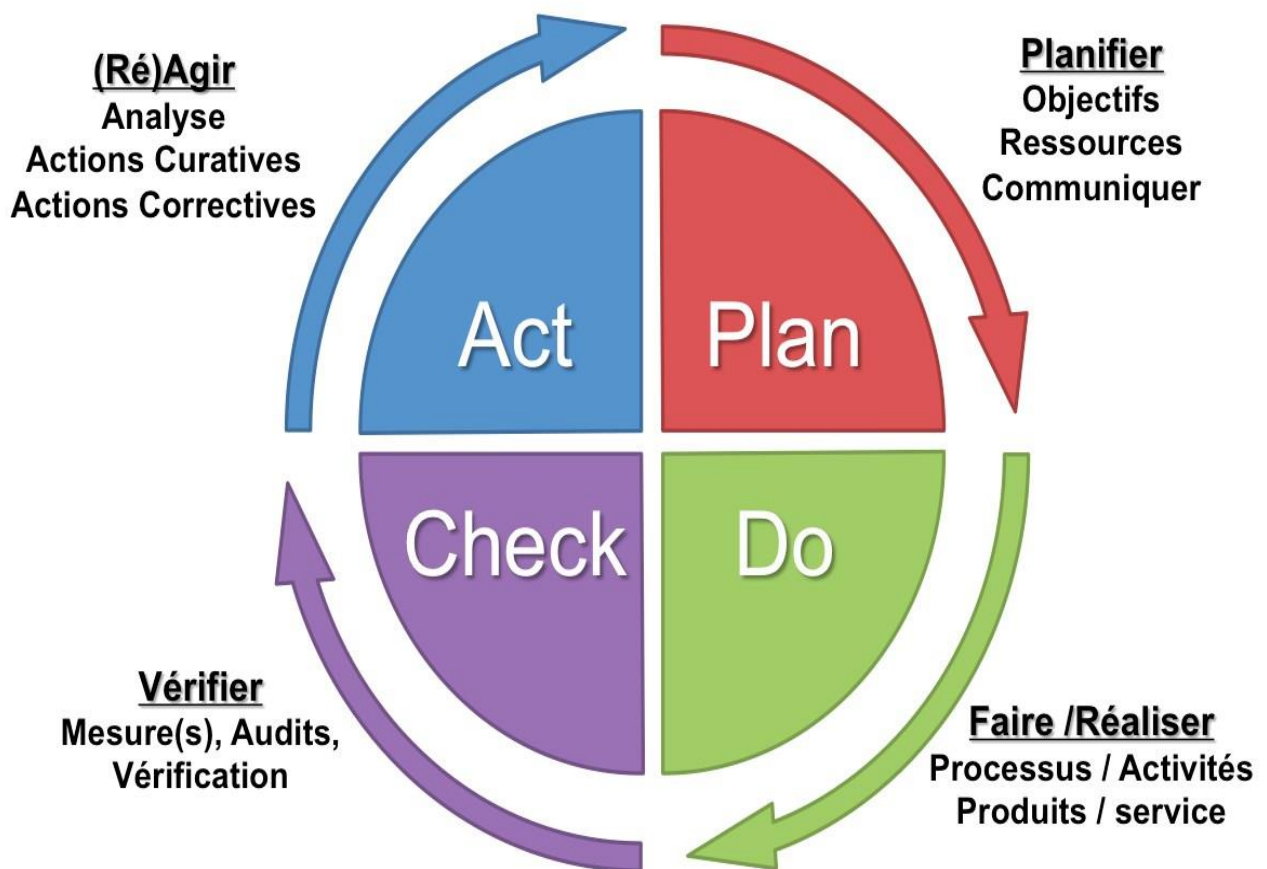 (Ré)Agir
Analyse
Actions Curatives
Actions Correctives
Planifier
Objectifs
Ressources
Communiquer
Act
Plan
Check
Do
Vérifier
Mesure(s), Audits,
Vérification
Faire /Réaliser
Processus / Activités
Produits / service